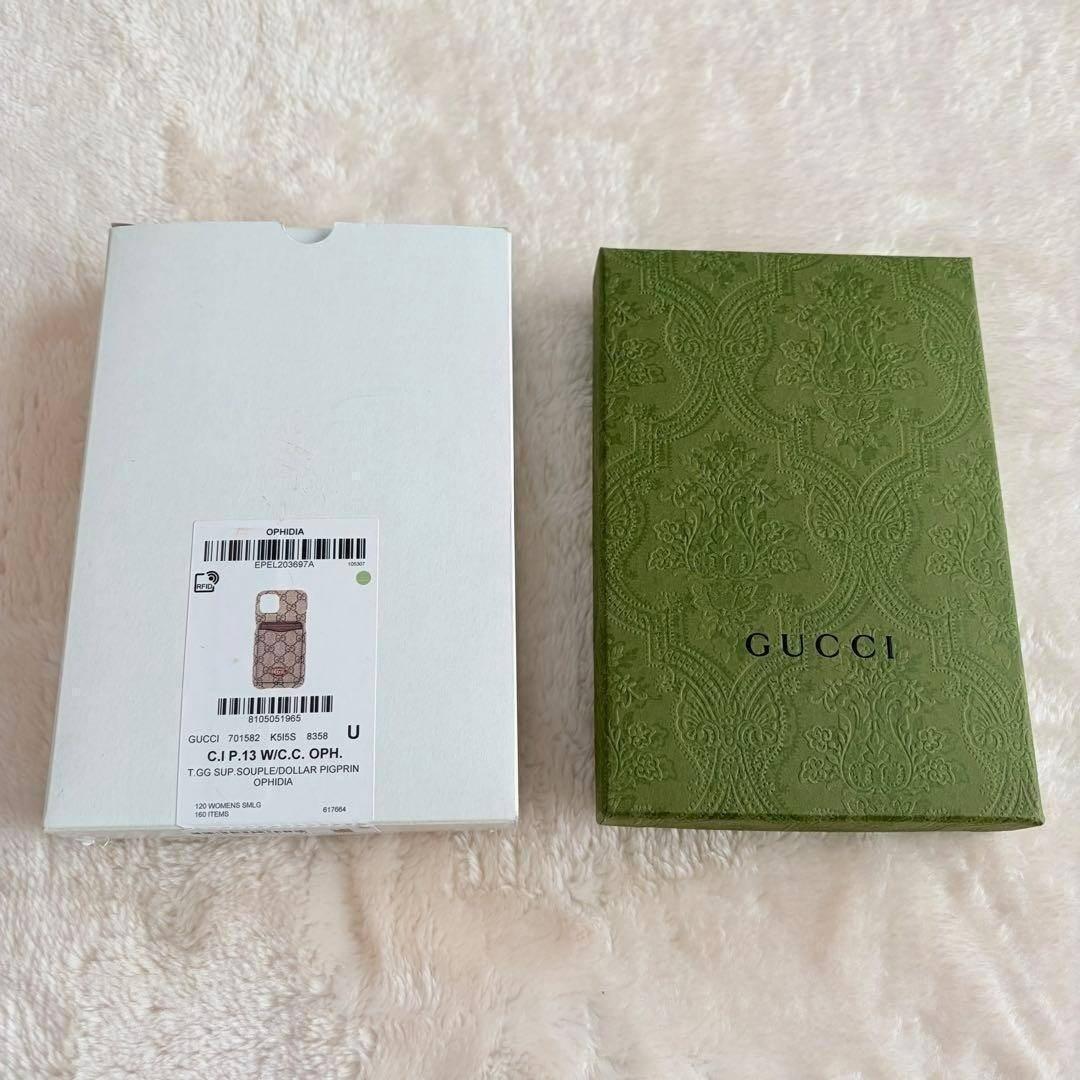 OPHIDIA
EPEL203697A
105307
RFID
8105051965
GUCCI 701582 K5I5S 8358 U
C.I P.13 W/C.C. OPH.
T.GG SUP.SOUPLE/DOLLAR PIGPRIN
OPHIDIA
120 WOMENS SMLG
160 ITEMS
617664
GUCCI